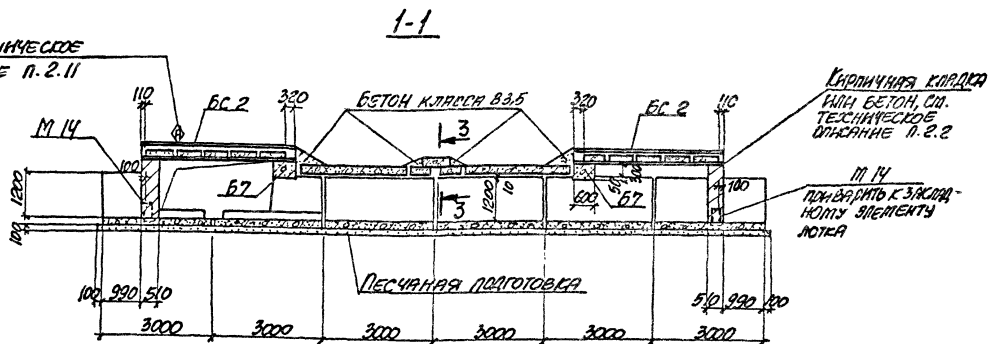 1-1
НИЧЕСКОЕ
Е П. 2.11
110
БС 2
320
БЕТОН КЛАССА В3,5
3
320
БС 2
110
КИРПИЧНАЯ КЛАДКА
ИЛИ БЕТОН, СМ.
ТЕХНИЧЕСКОЕ
ОПИСАНИЕ П. 2.2
М 14
100
1200
100
Б7
1200
10
3
600
50
300
Б7
100
М 14
ПРИВАРИТЬ К ЗАКЛАД-
НОМУ ЭЛЕМЕНТУ
ЛОТКА
ПЕСЧАНАЯ ПОДГОТОВКА
100 990 510
510 990 100
3000 3000 3000 3000 3000 3000